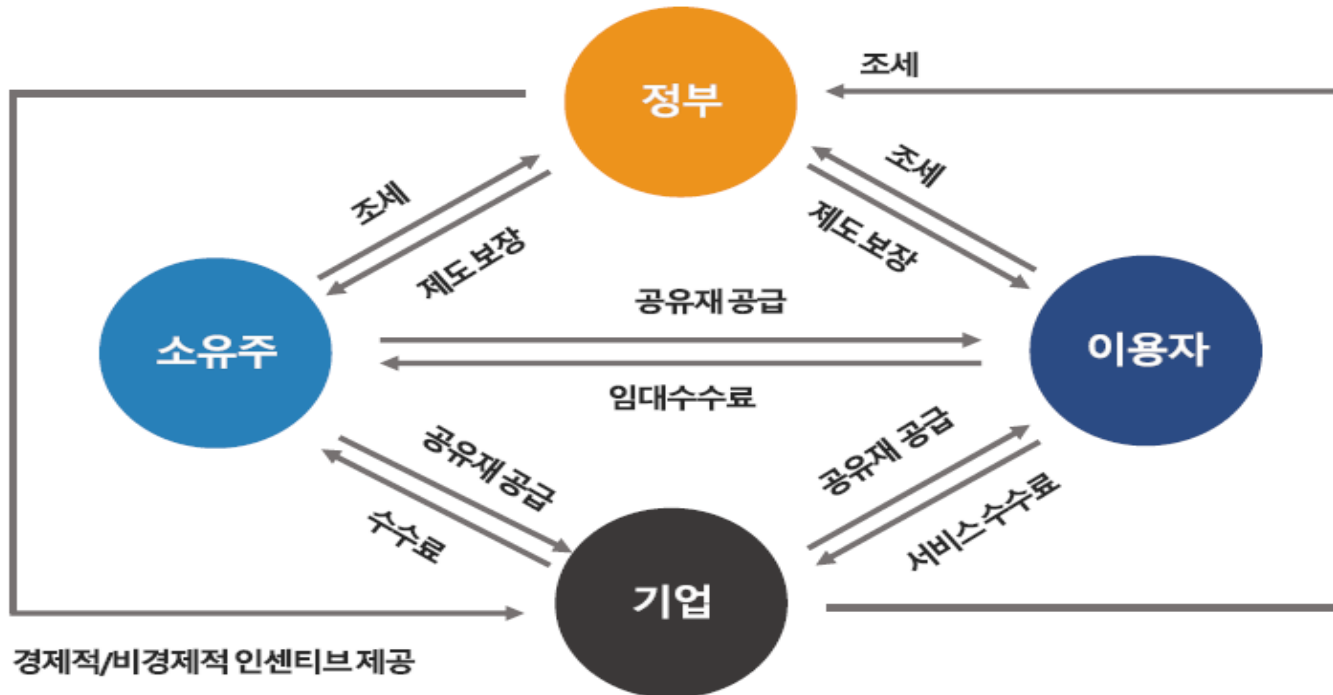 정부
조세
조세
조세
제도 보장
제도 보장
공유재 공급
소유주
이용자
임대수수료
공유재 공급
수수료
공유재 공급
서비스 수수료
기업
경제적/비경제적 인센티브 제공